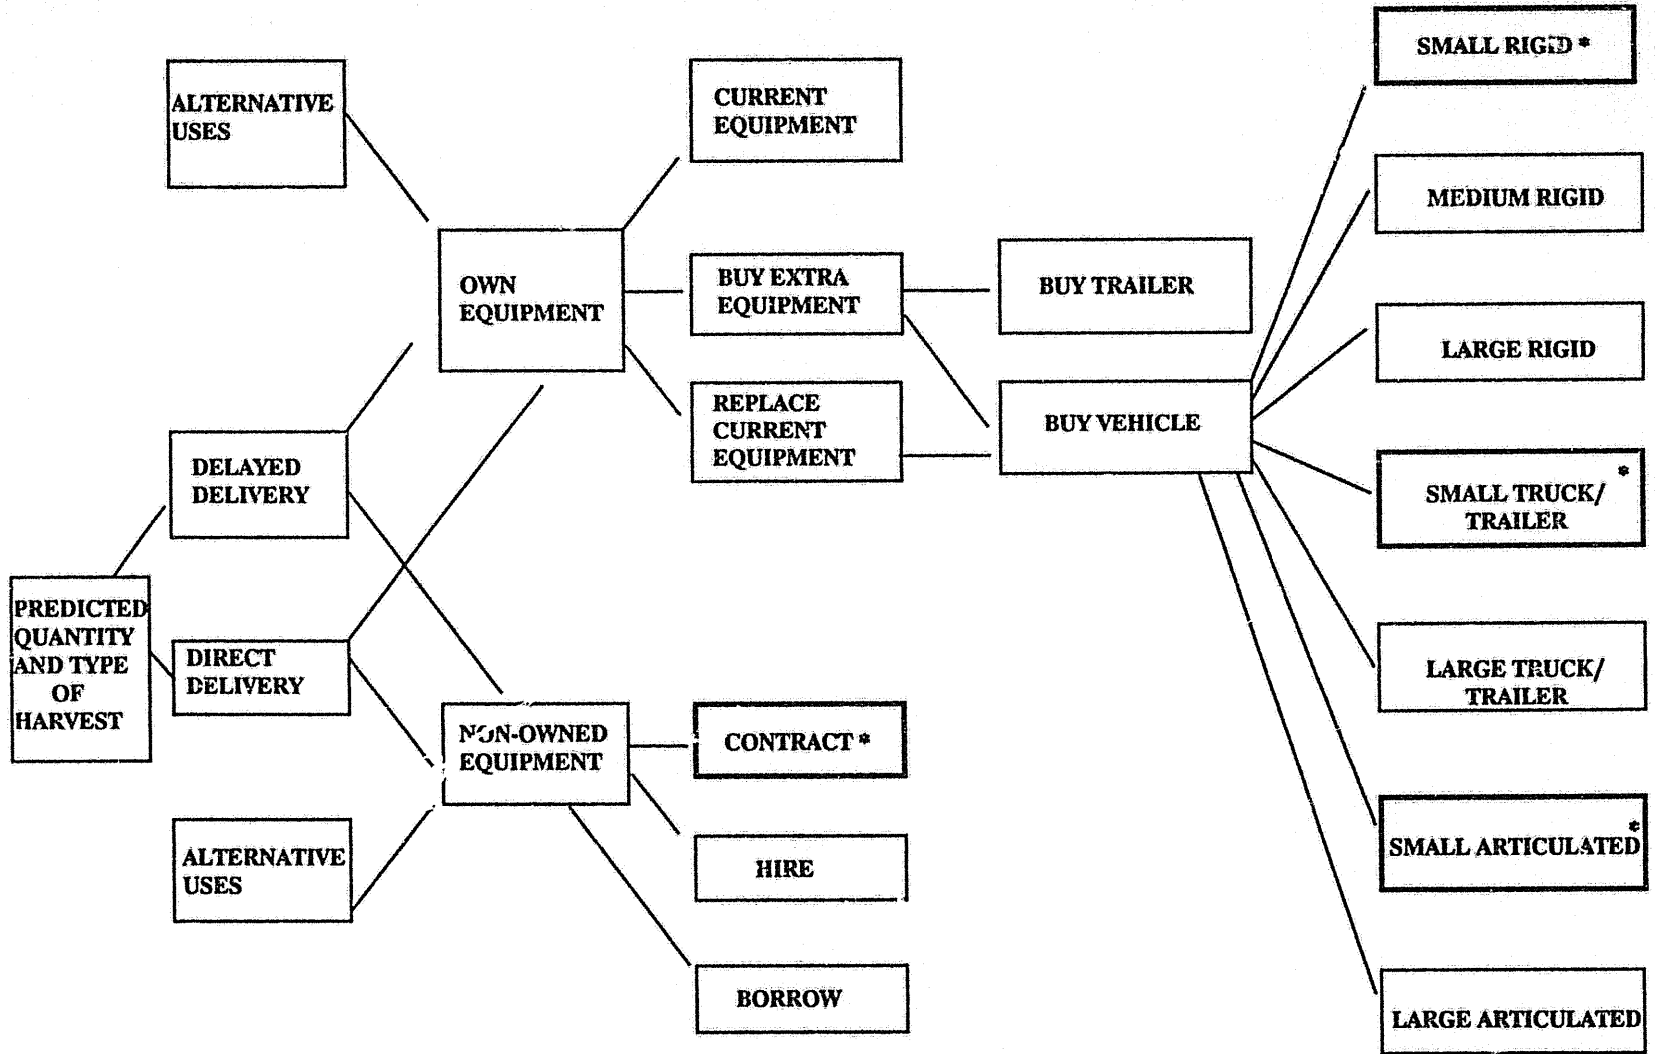 ALTERNATIVE
USES
DELAYED
DELIVERY
PREDICTED
QUANTITY
AND TYPE
OF
HARVEST
DIRECT
DELIVERY
ALTERNATIVE
USES
OWN
EQUIPMENT
NON-OWNED
EQUIPMENT
CURRENT
EQUIPMENT
BUY EXTRA
EQUIPMENT
REPLACE
CURRENT
EQUIPMENT
CONTRACT *
HIRE
BORROW
BUY TRAILER
BUY VEHICLE
SMALL RIGID *
MEDIUM RIGID
LARGE RIGID
*
SMALL TRUCK/
TRAILER
LARGE TRUCK/
TRAILER
*
SMALL ARTICULATED
LARGE ARTICULATED